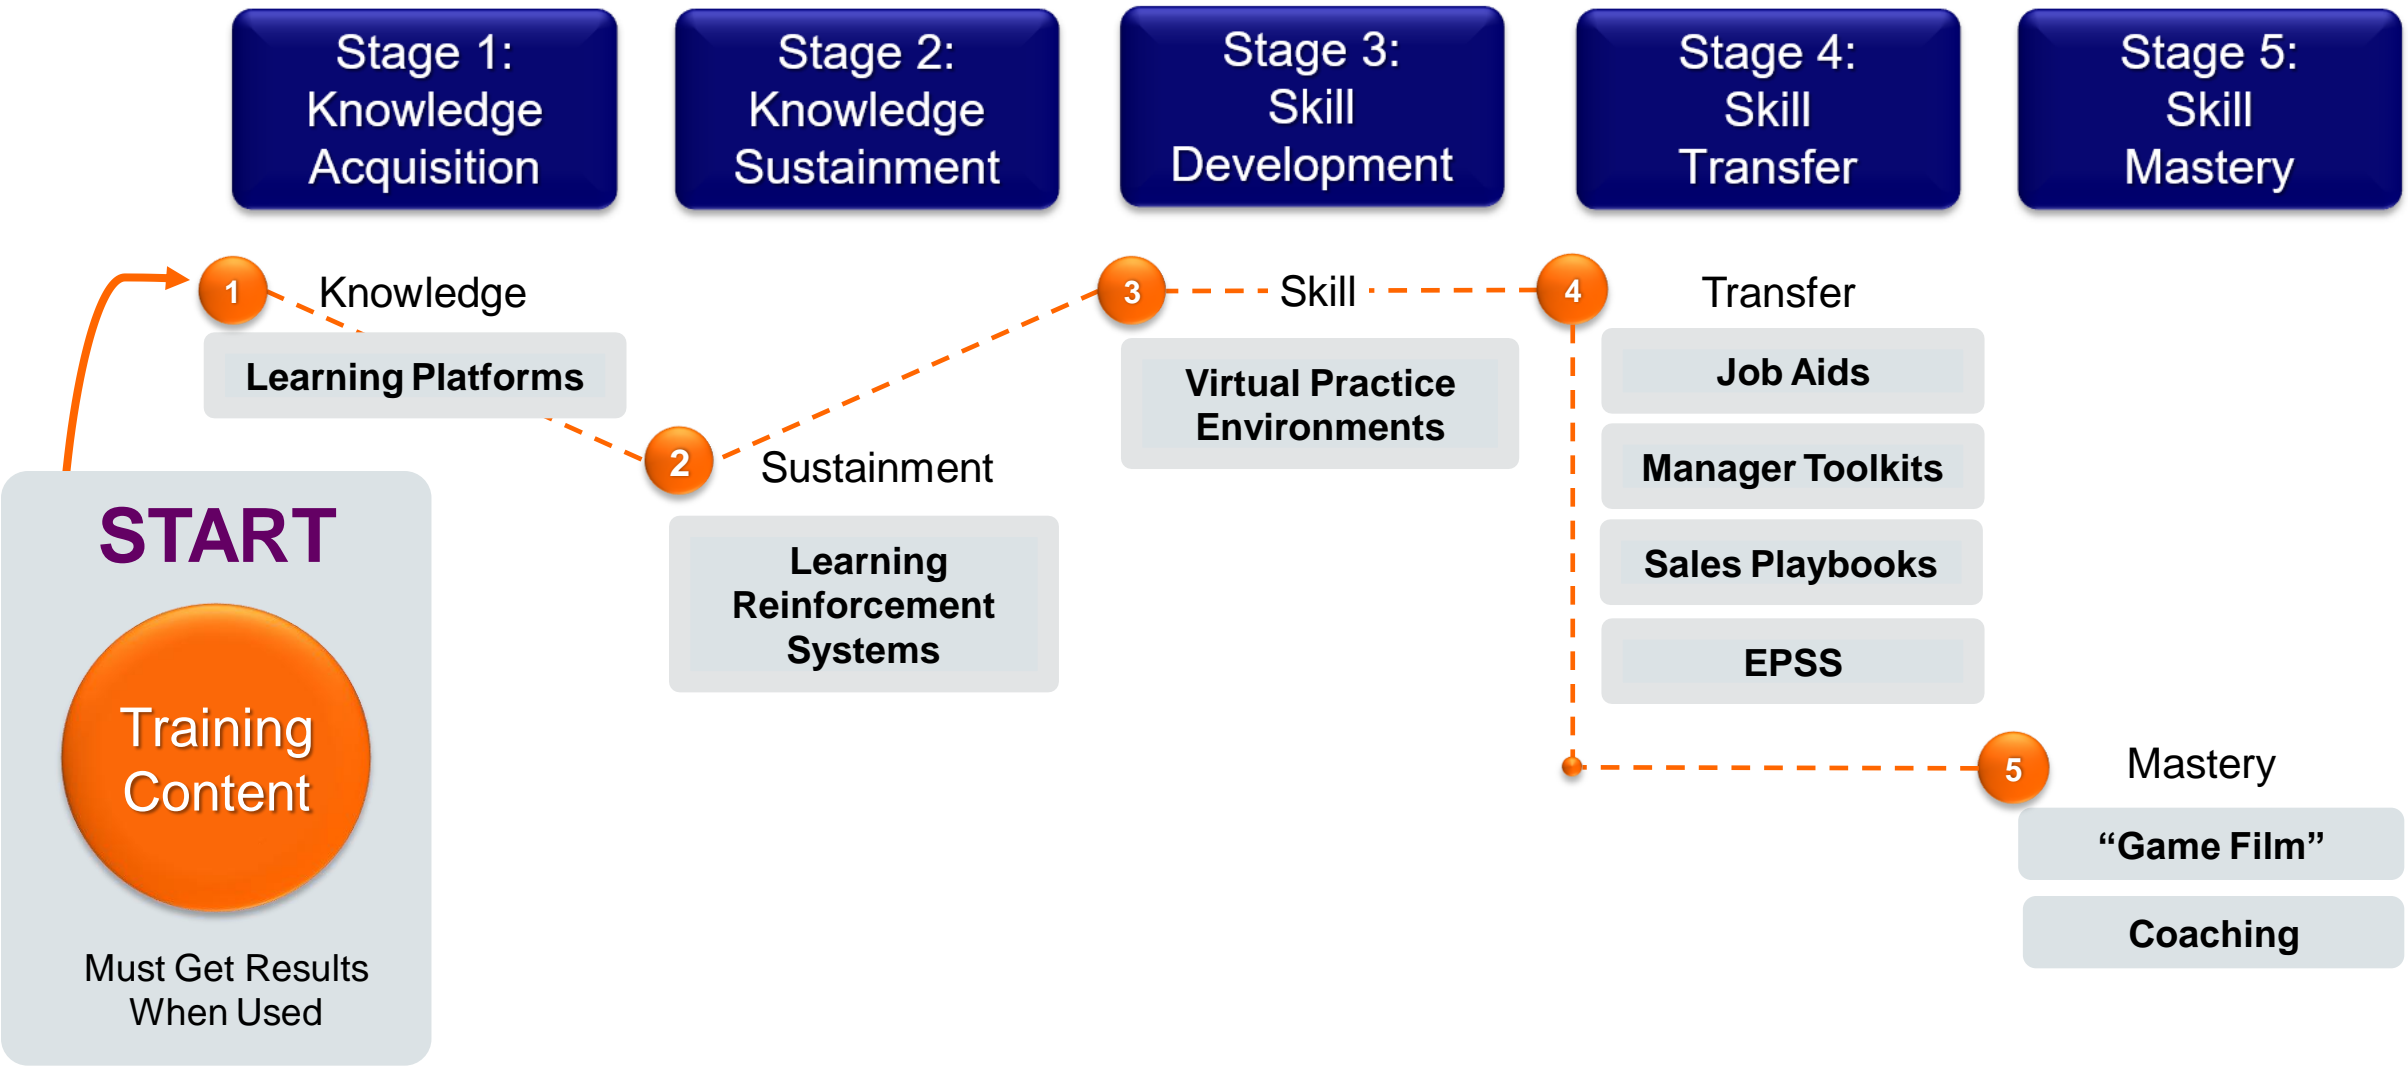 Stage 1:
Knowledge
Acquisition
Stage 2:
Knowledge
Sustainment
Stage 3:
Skill
Development
Stage 4:
Skill
Transfer
Stage 5:
Skill
Mastery
1
Knowledge
Learning Platforms
2
Sustainment
Learning
Reinforcement
Systems
3
Skill
Virtual Practice
Environments
4
Transfer
Job Aids
Manager Toolkits
Sales Playbooks
EPSS
5
Mastery
“Game Film”
Coaching
START
Training
Content
Must Get Results
When Used